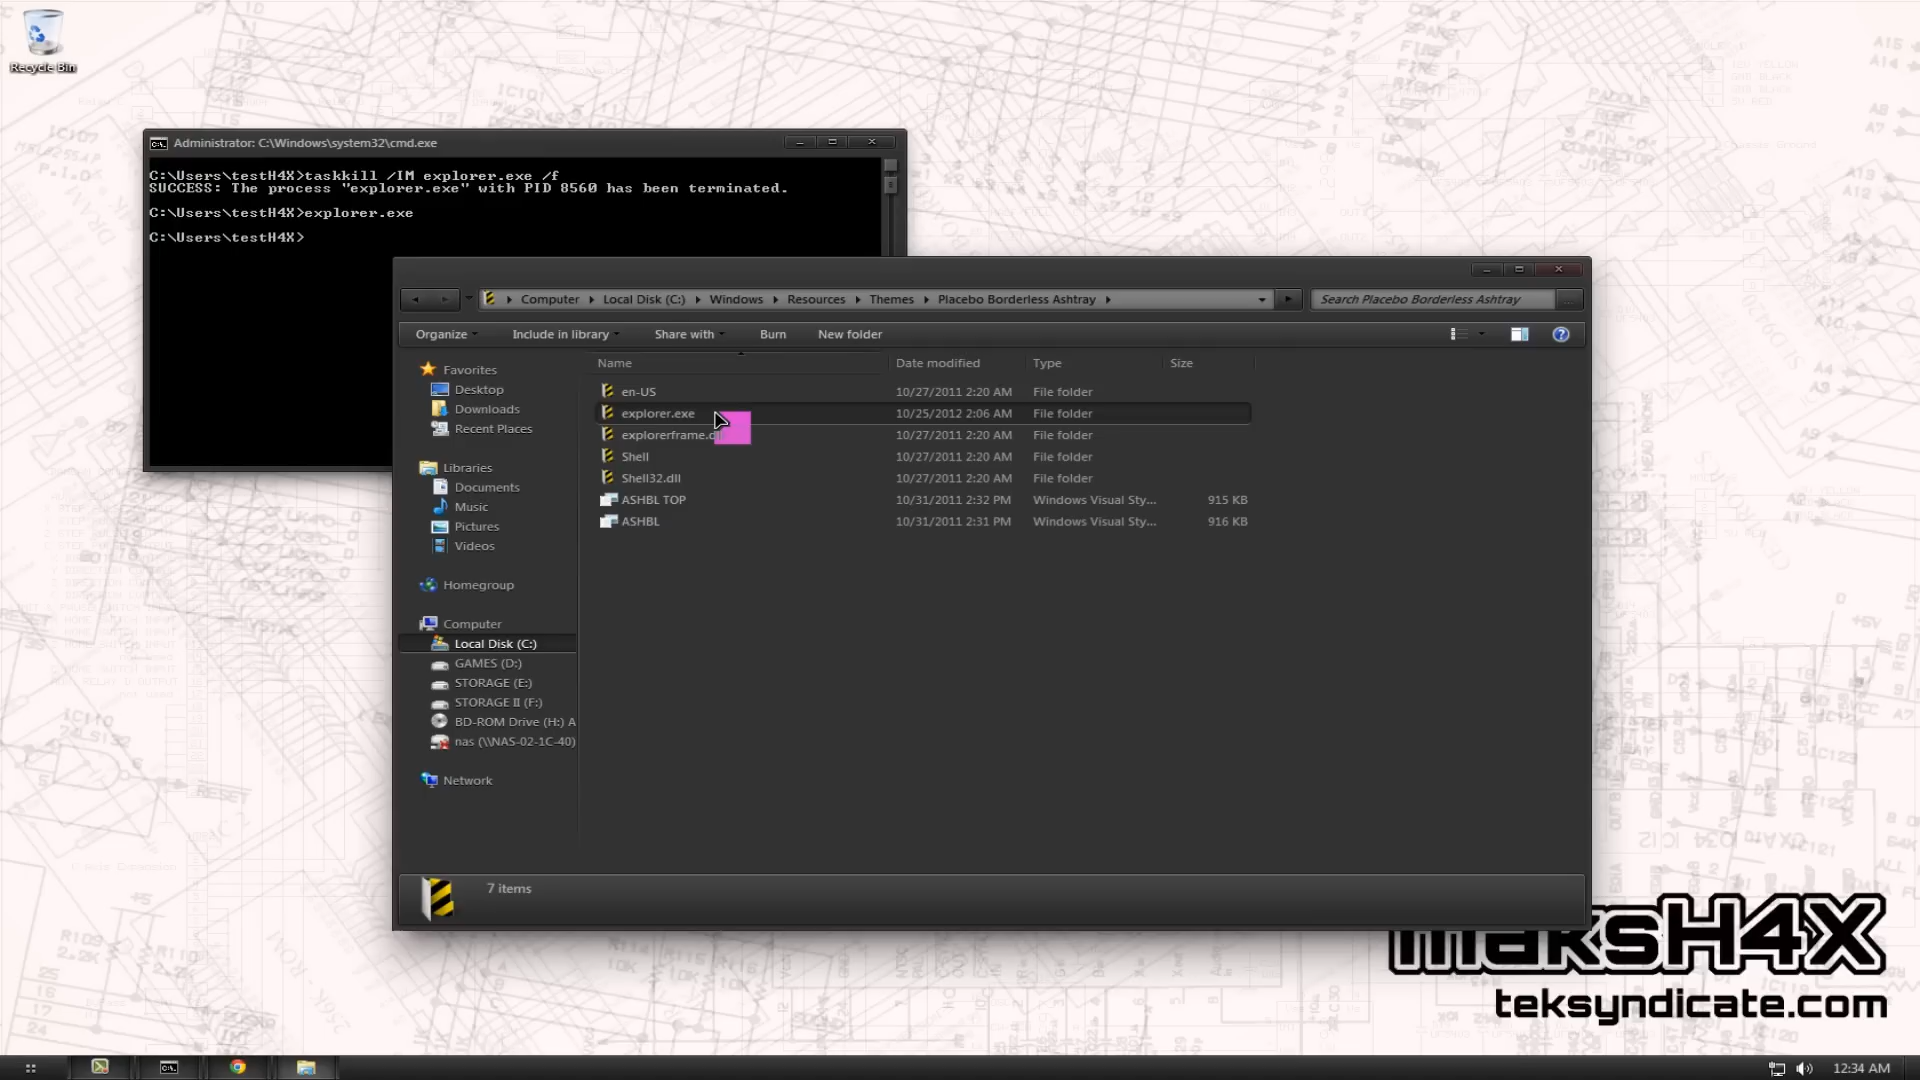 Recycle Bin
Administrator: C:\Windows\system32\cmd.exe
C:\Users\testH4X>taskkill /IM explorer.exe /f
SUCCESS: The process "explorer.exe" with PID 8560 has been terminated.
C:\Users\testH4X>explorer.exe
C:\Users\testH4X>
Computer Local Disk (C:) Windows Resources Themes Placebo Borderless Ashtray
Search Placebo Borderless Ashtray
Organize Include in library Share with Burn New folder
Favorites
Desktop
Downloads
Recent Places
Libraries
Documents
Music
Pictures
Videos
Homegroup
Computer
Local Disk (C:)
GAMES (D:)
STORAGE (E:)
STORAGE II (F:)
BD-ROM Drive (H:) A
nas (\\NAS-02-1C-40)
Network
Name Date modified Type Size
en-US 10/27/2011 2:20 AM File folder
explorer.exe 10/25/2012 2:06 AM File folder
explorerframe.d 10/27/2011 2:20 AM File folder
Shell 10/27/2011 2:20 AM File folder
Shell32.dll 10/27/2011 2:20 AM File folder
ASHBL TOP 10/31/2011 2:32 PM Windows Visual Sty... 915 KB
ASHBL 10/31/2011 2:31 PM Windows Visual Sty... 916 KB
7 items
maksH4X
teksyndicate.com
12:34 AM